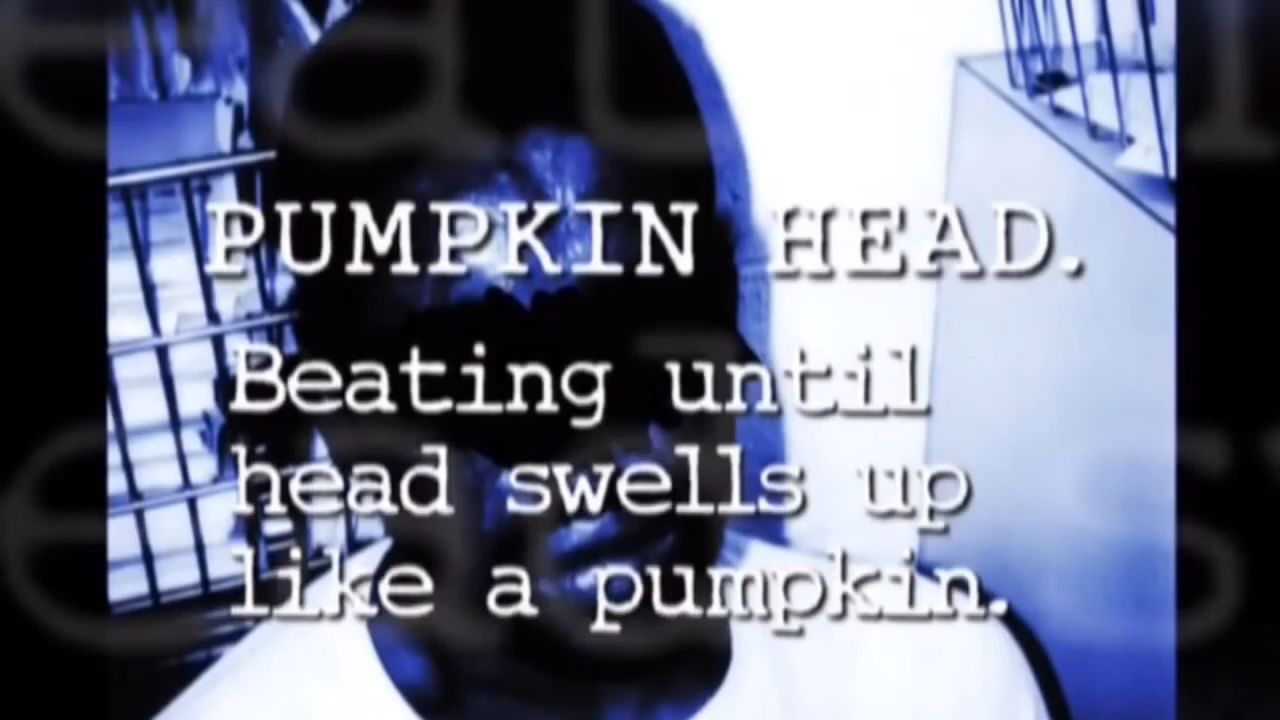 PUMPKIN HEAD.
Beating until
head swells up
like a pumpkin.